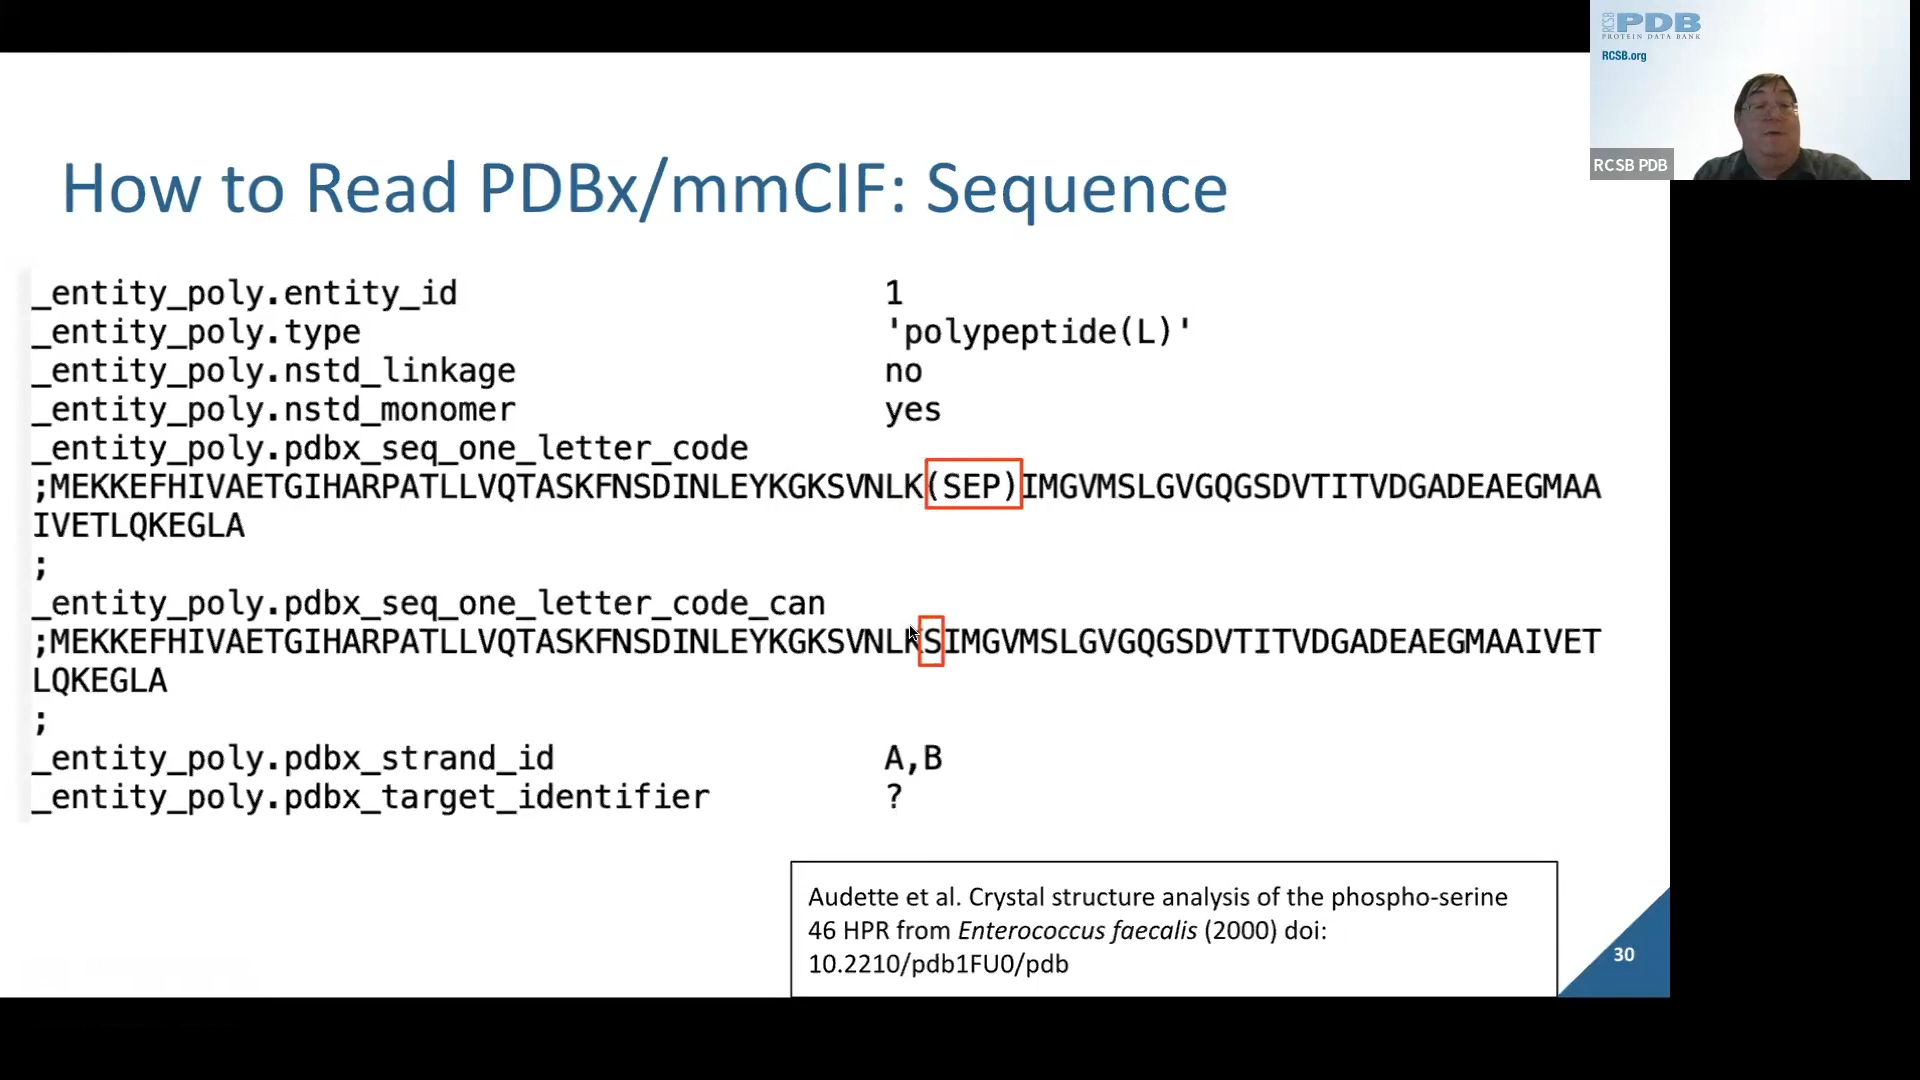 RCSB PDB
PROTEIN DATA BANK
RCSB.org
RCSB PDB
How to Read PDBx/mmCIF: Sequence
_entity_poly.entity_id 1
_entity_poly.type 'polypeptide(L)'
_entity_poly.nstd_linkage no
_entity_poly.nstd_monomer yes
_entity_poly.pdbx_seq_one_letter_code
;MEKKEFHIVAETGIHARPATLLVQTASKFNSDINLEYKGKSVNLK(SEP)IMGVMSLGVGQGSDVTITVDGADEAEGMAA
IVETLQKEGLA
;
_entity_poly.pdbx_seq_one_letter_code_can
;MEKKEFHIVAETGIHARPATLLVQTASKFNSDINLEYKGKSVNLKSIMGVMSLGVGQGSDVTITVDGADEAEGMAAIVET
LQKEGLA
;
_entity_poly.pdbx_strand_id A,B
_entity_poly.pdbx_target_identifier ?
Audette et al. Crystal structure analysis of the phospho-serine
46 HPR from Enterococcus faecalis (2000) doi:
10.2210/pdb1FU0/pdb
30